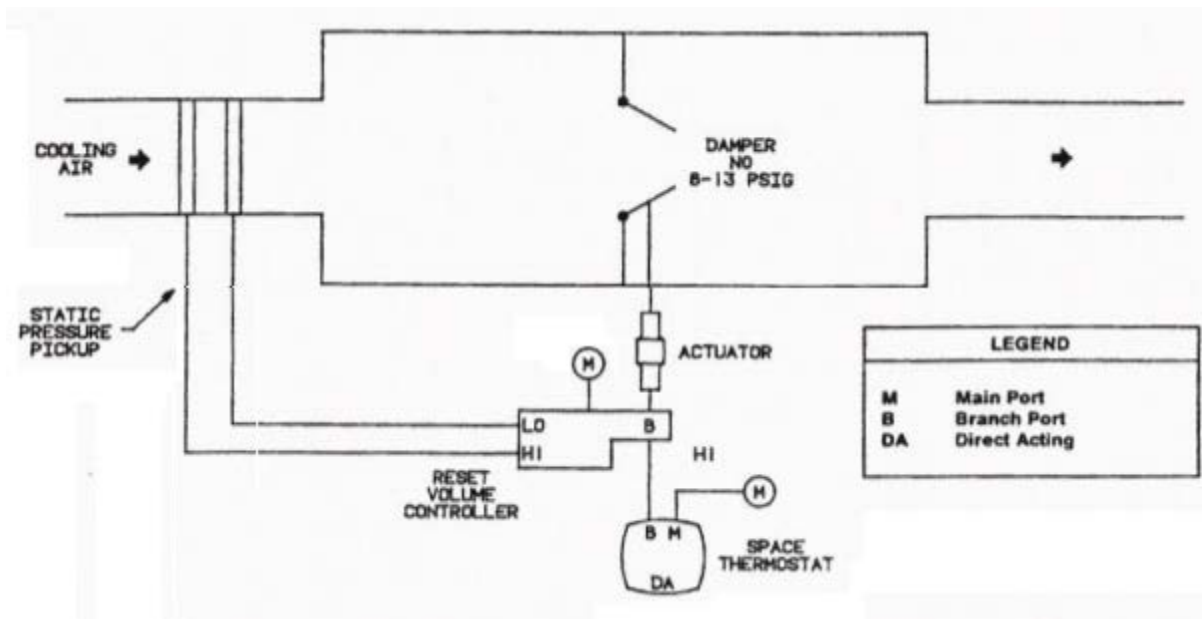 COOLING
AIR
DAMPER
NO
8-13 PSIG
STATIC
PRESSURE
PICKUP
M
ACTUATOR
LO
B
HI
HI
RESET
VOLUME
CONTROLLER
M
B M
DA
SPACE
THERMOSTAT
LEGEND
M Main Port
B Branch Port
DA Direct Acting